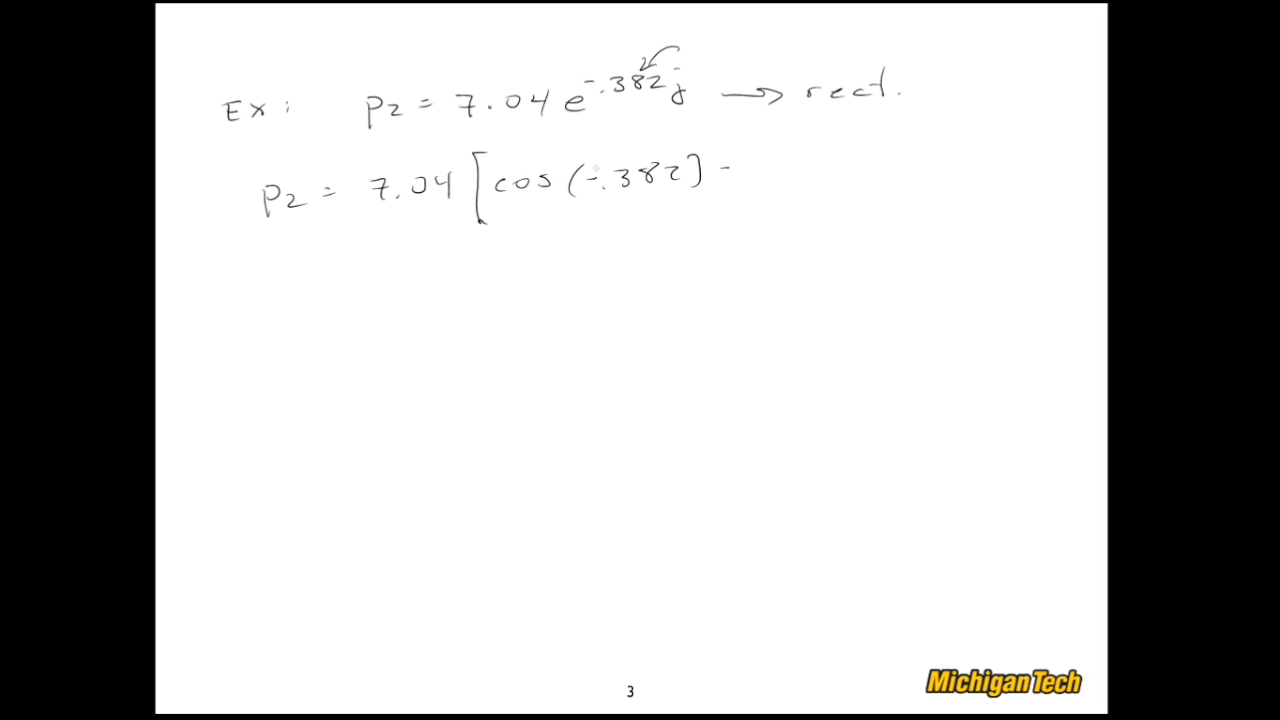 Ex: P2 = 7.04 e^-.382j → rect.
P2 = 7.04 [cos(-.382) -
3
Michigan Tech